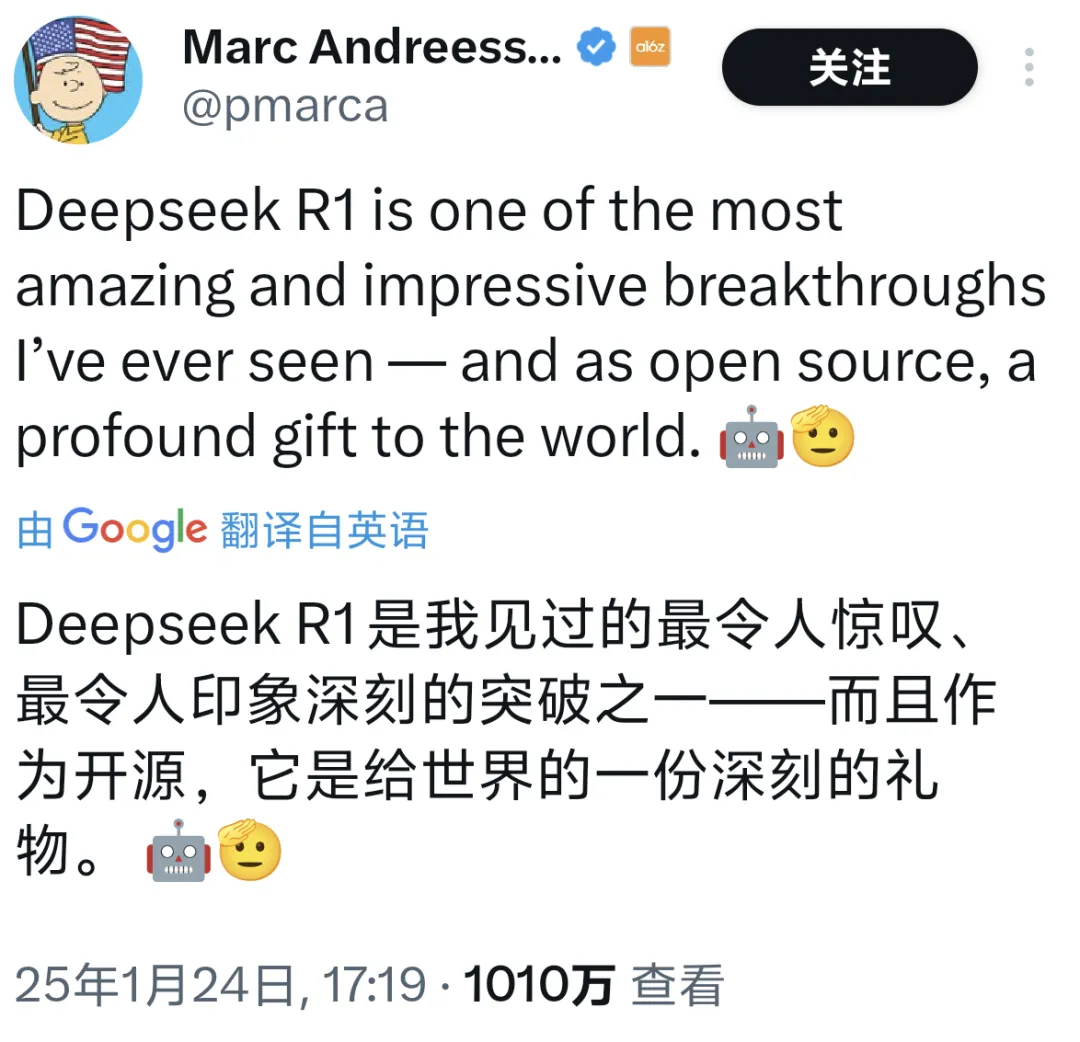 Marc Andreess... a16z 关注
@pmarca
Deepseek R1 is one of the most
amazing and impressive breakthroughs
I’ve ever seen — and as open source, a
profound gift to the world. 🤖🫡
由 Google 翻译自英语
Deepseek R1是我见过的最令人惊叹、
最令人印象深刻的突破之一——而且作
为开源，它是给世界的一份深刻的礼
物。 🤖🫡
25年1月24日, 17:19 · 1010万 查看